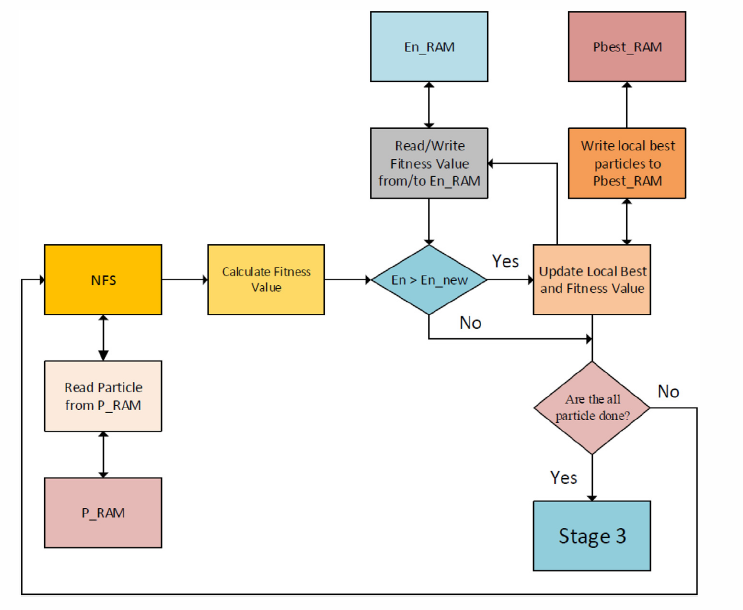 En_RAM
Pbest_RAM
Read/Write
Fitness Value
from/to En_RAM
Write local best
particles to
Pbest_RAM
NFS
Calculate Fitness
Value
En > En_new
Yes
Update Local Best
and Fitness Value
No
Read Particle
from P_RAM
Are the all
particle done?
No
Yes
P_RAM
Stage 3